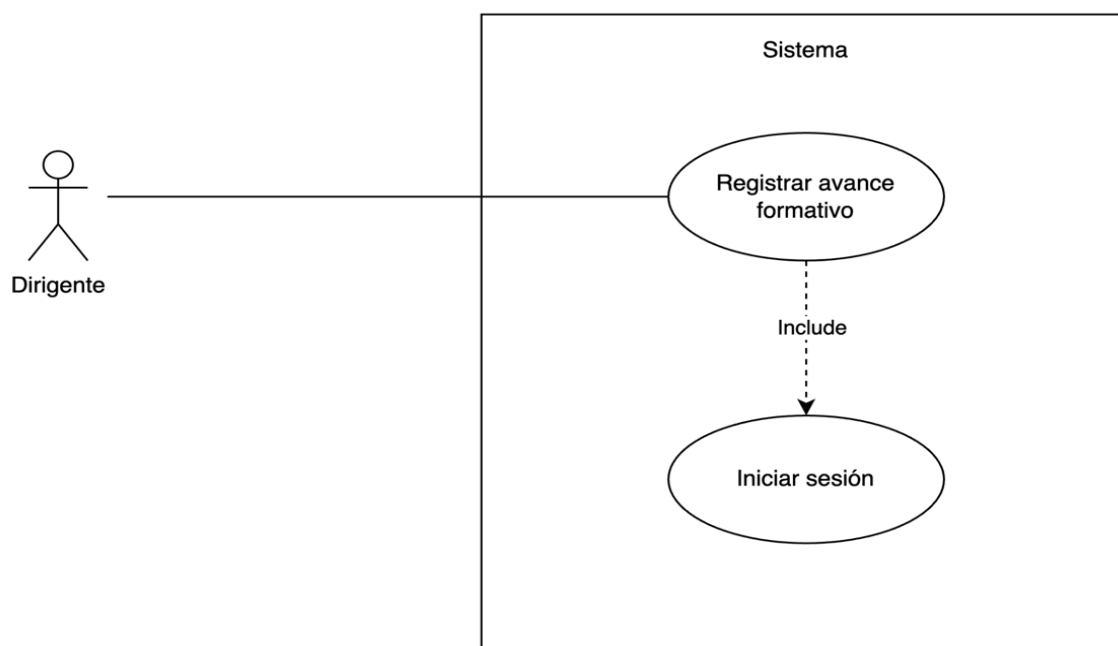 Sistema
Registrar avance
formativo
Dirigente
Include
Iniciar sesión